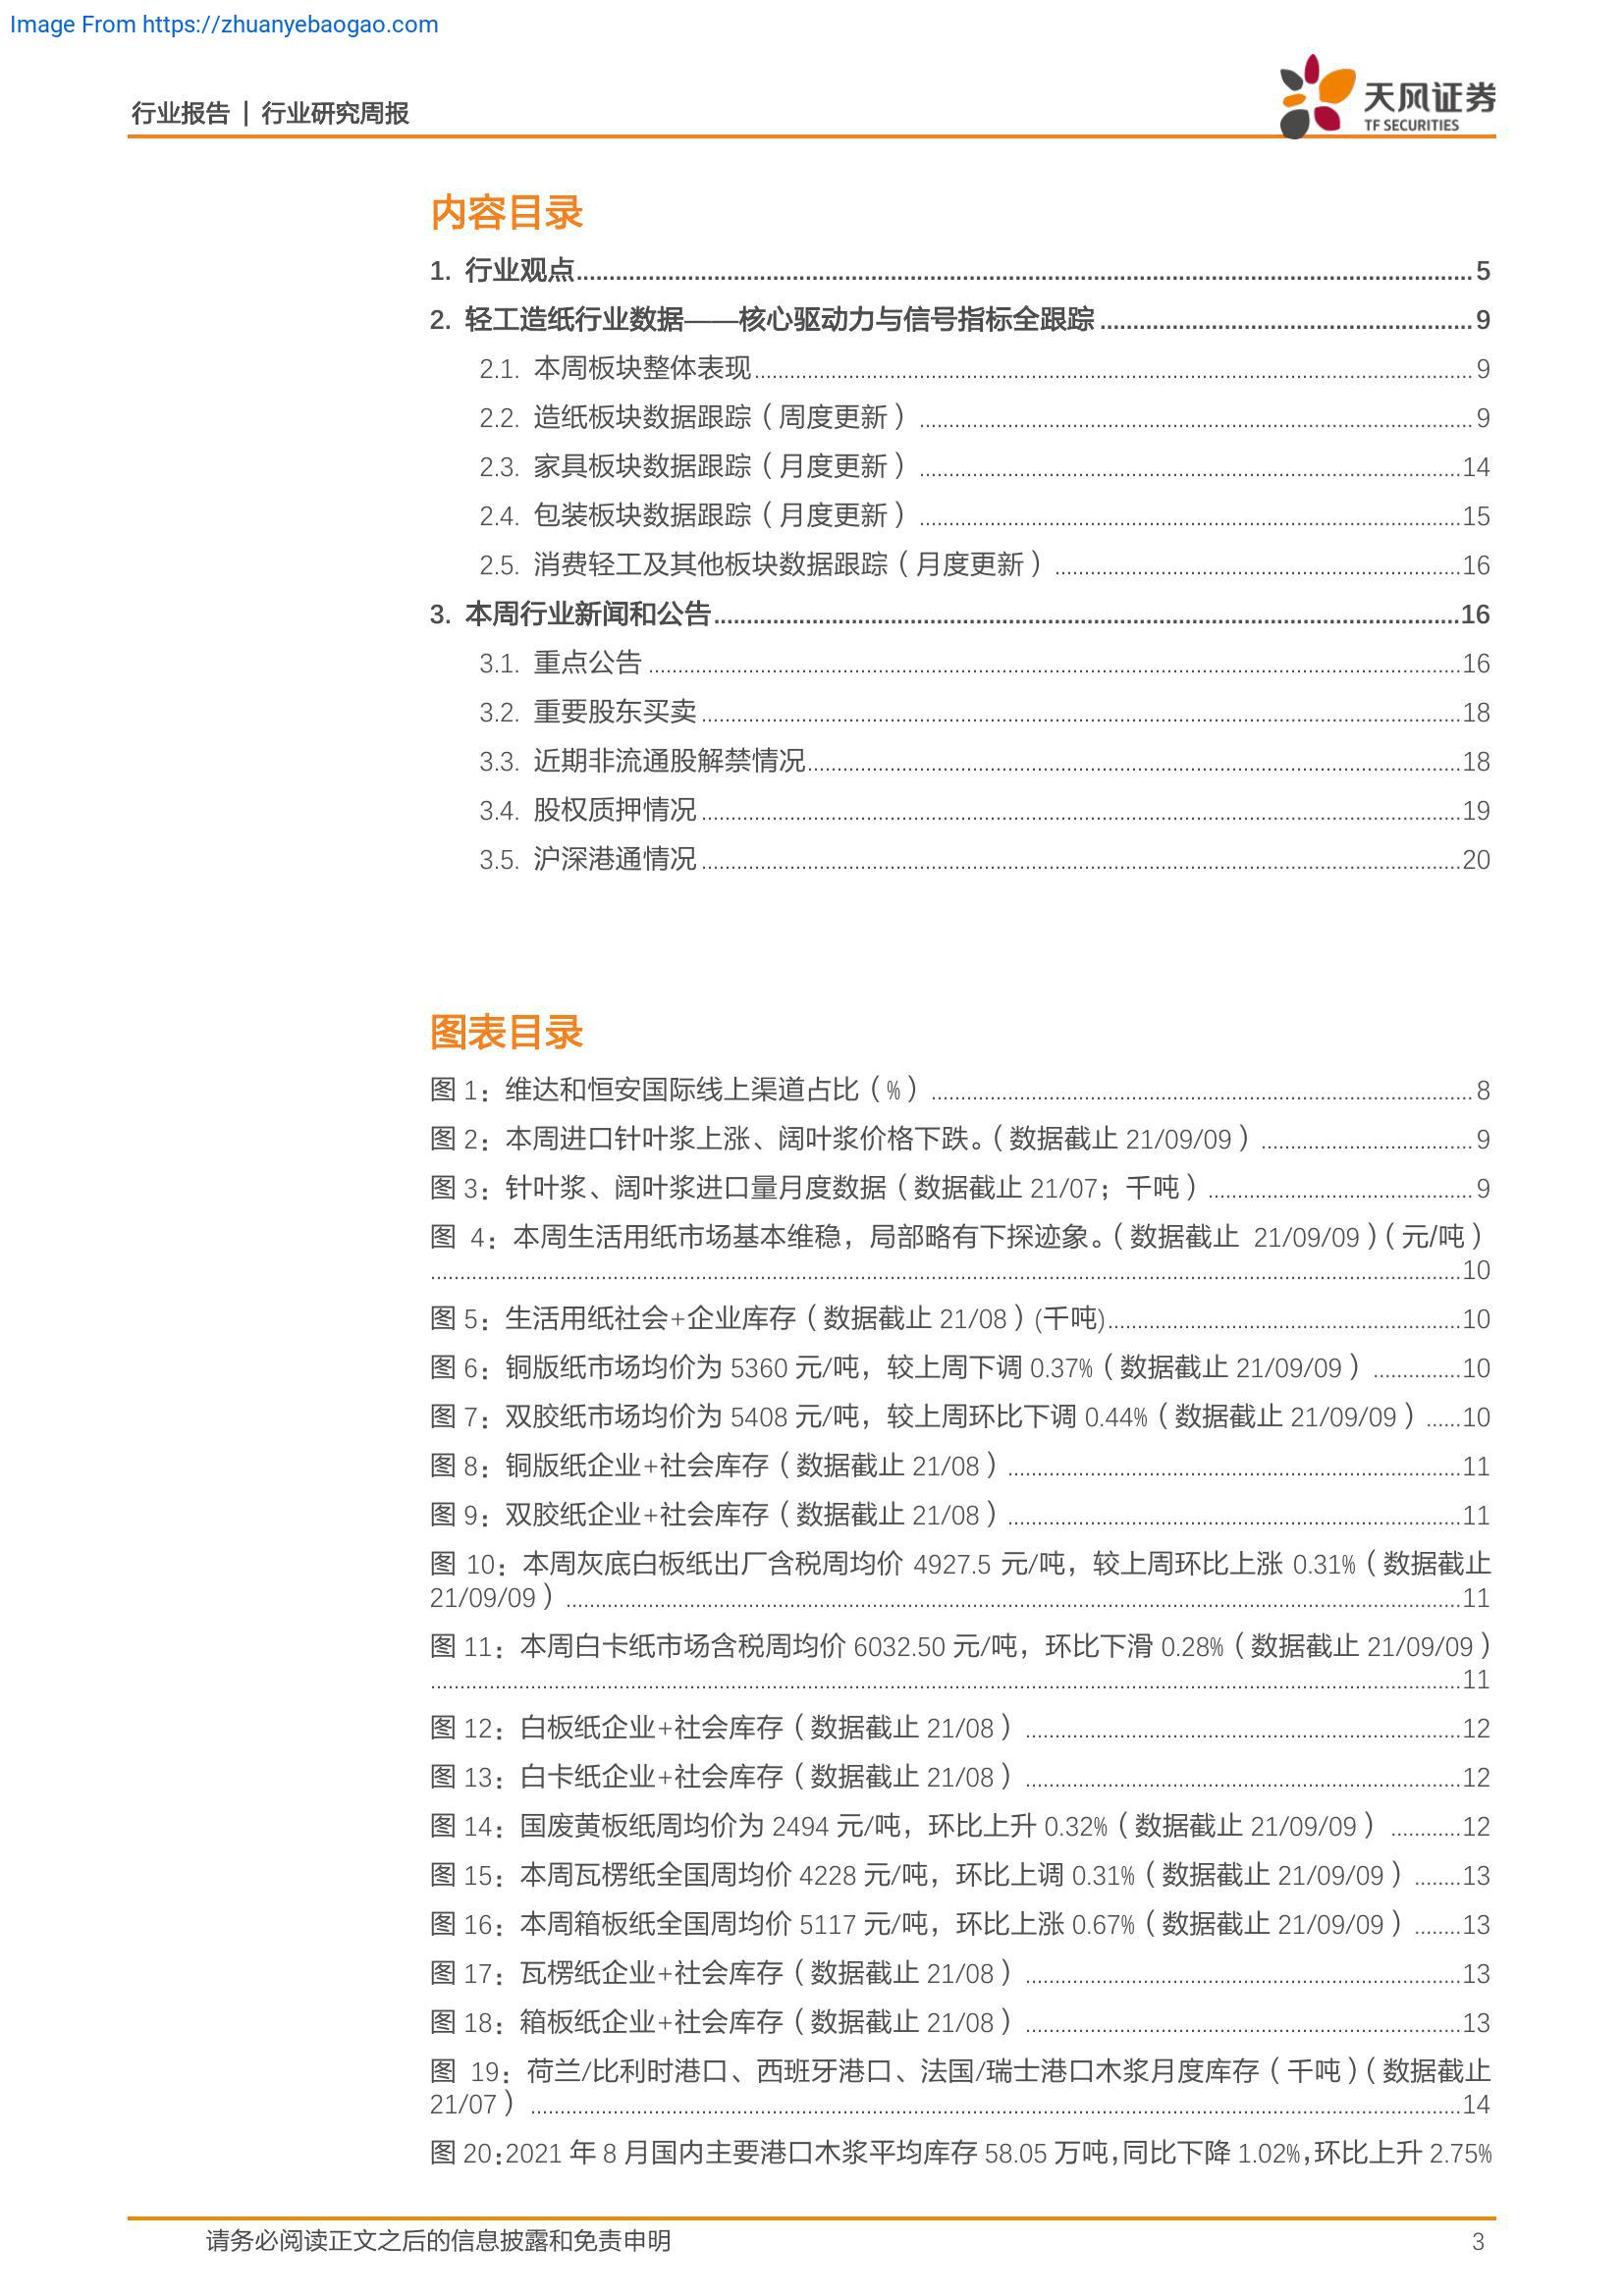 Image From https://zhuanyebaogao.com
行业报告 | 行业研究周报
天风证券
TF SECURITIES
内容目录
1. 行业观点 5
2. 轻工造纸行业数据——核心驱动力与信号指标全跟踪 9
2.1. 本周板块整体表现 9
2.2. 造纸板块数据跟踪（周度更新） 9
2.3. 家具板块数据跟踪（月度更新） 14
2.4. 包装板块数据跟踪（月度更新） 15
2.5. 消费轻工及其他板块数据跟踪（月度更新） 16
3. 本周行业新闻和公告 16
3.1. 重点公告 16
3.2. 重要股东买卖 18
3.3. 近期非流通股解禁情况 18
3.4. 股权质押情况 19
3.5. 沪深港通情况 20
图表目录
图 1：维达和恒安国际线上渠道占比（%） 8
图 2：本周进口针叶浆上涨、阔叶浆价格下跌。（数据截止 21/09/09） 9
图 3：针叶浆、阔叶浆进口量月度数据（数据截止 21/07；千吨） 9
图 4：本周生活用纸市场基本维稳，局部略有下探迹象。（数据截止 21/09/09）（元/吨）
10
图 5：生活用纸社会+企业库存（数据截止 21/08）(千吨) 10
图 6：铜版纸市场均价为 5360 元/吨，较上周下调 0.37%（数据截止 21/09/09） 10
图 7：双胶纸市场均价为 5408 元/吨，较上周环比下调 0.44%（数据截止 21/09/09） 10
图 8：铜版纸企业+社会库存（数据截止 21/08） 11
图 9：双胶纸企业+社会库存（数据截止 21/08） 11
图 10：本周灰底白板纸出厂含税周均价 4927.5 元/吨，较上周环比上涨 0.31%（数据截止
21/09/09） 11
图 11：本周白卡纸市场含税周均价 6032.50 元/吨，环比下滑 0.28%（数据截止 21/09/09）
11
图 12：白板纸企业+社会库存（数据截止 21/08） 12
图 13：白卡纸企业+社会库存（数据截止 21/08） 12
图 14：国废黄板纸周均价为 2494 元/吨，环比上升 0.32%（数据截止 21/09/09） 12
图 15：本周瓦楞纸全国周均价 4228 元/吨，环比上调 0.31%（数据截止 21/09/09） 13
图 16：本周箱板纸全国周均价 5117 元/吨，环比上涨 0.67%（数据截止 21/09/09） 13
图 17：瓦楞纸企业+社会库存（数据截止 21/08） 13
图 18：箱板纸企业+社会库存（数据截止 21/08） 13
图 19：荷兰/比利时港口、西班牙港口、法国/瑞士港口木浆月度库存（千吨）（数据截止
21/07） 14
图 20：2021 年 8 月国内主要港口木浆平均库存 58.05 万吨，同比下降 1.02%，环比上升 2.75%
请务必阅读正文之后的信息披露和免责申明 3